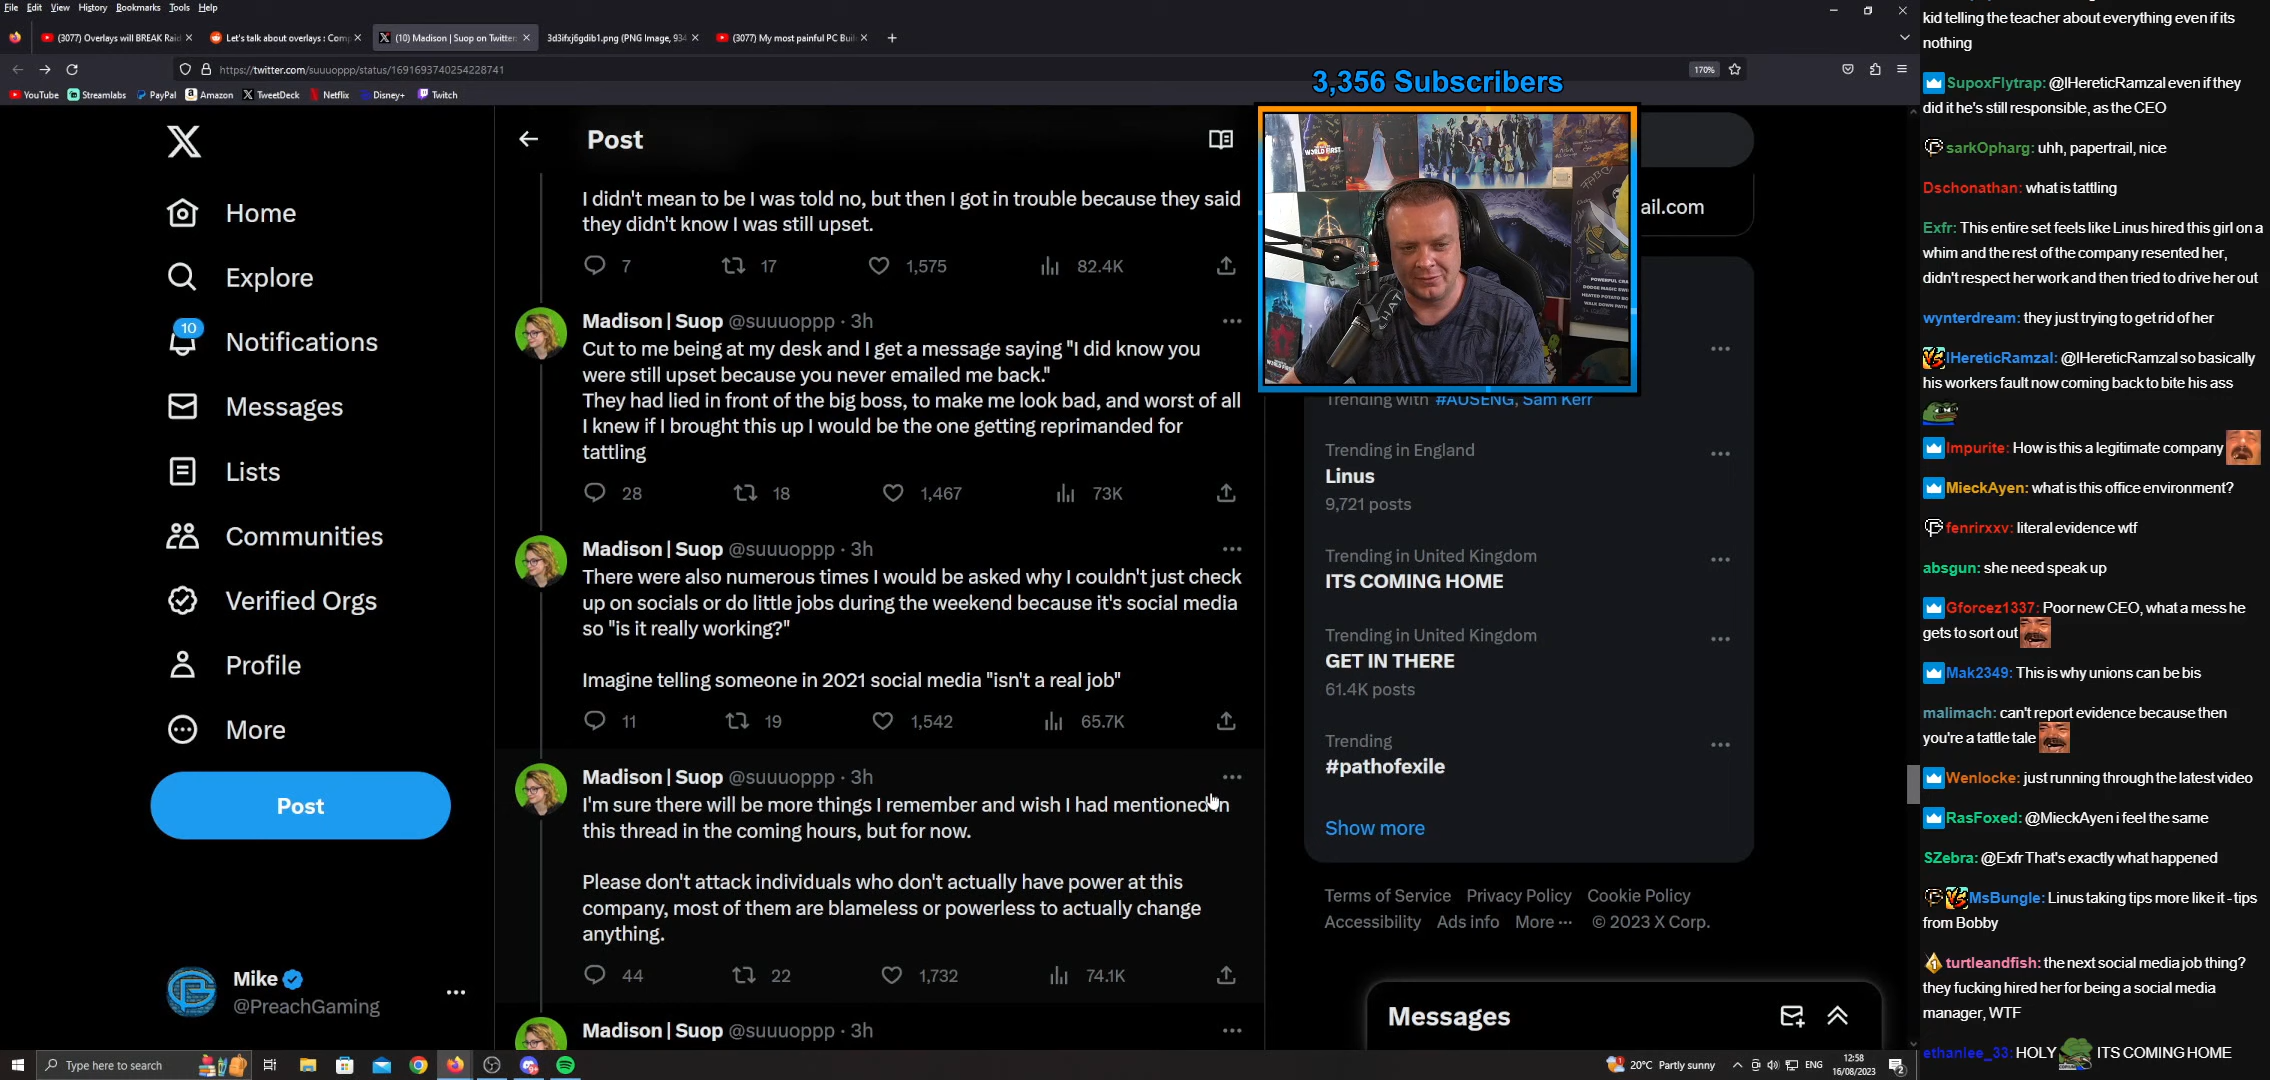 File Edit View History Bookmarks Tools Help
(3077) Overlays will BREAK Raid
Let's talk about overlays : Comp
(10) Madison | Suop on Twitter:
3d3ifxj6gdib1.png (PNG Image, 934
(3077) My most painful PC Buil
https://twitter.com/suuuoppp/status/1691693740254228741
170%
YouTube Streamlabs PayPal Amazon TweetDeck Netflix Disney+ Twitch
Home
Explore
10
Notifications
Messages
Lists
Communities
Verified Orgs
Profile
More
Post
Mike
@PreachGaming
Post
I didn't mean to be I was told no, but then I got in trouble because they said
they didn't know I was still upset.
7 17 1,575 82.4K
Madison | Suop @suuuoppp · 3h
Cut to me being at my desk and I get a message saying "I did know you
were still upset because you never emailed me back."
They had lied in front of the big boss, to make me look bad, and worst of all
I knew if I brought this up I would be the one getting reprimanded for
tattling
28 18 1,467 73K
Madison | Suop @suuuoppp · 3h
There were also numerous times I would be asked why I couldn't just check
up on socials or do little jobs during the weekend because it's social media
so "is it really working?"
Imagine telling someone in 2021 social media "isn't a real job"
11 19 1,542 65.7K
Madison | Suop @suuuoppp · 3h
I'm sure there will be more things I remember and wish I had mentioned in
this thread in the coming hours, but for now.
Please don't attack individuals who don't actually have power at this
company, most of them are blameless or powerless to actually change
anything.
44 22 1,732 74.1K
Madison | Suop @suuuoppp · 3h
3,356 Subscribers
WORLD FIRST
CHAT
ail.com
Trending with #AUSENG, Sam Kerr
Trending in England
Linus
9,721 posts
Trending in United Kingdom
ITS COMING HOME
Trending in United Kingdom
GET IN THERE
61.4K posts
Trending
#pathofexile
Show more
Terms of Service Privacy Policy Cookie Policy
Accessibility Ads info More ··· © 2023 X Corp.
Messages
kid telling the teacher about everything even if its
nothing
SupoxFlytrap: @IHereticRamzal even if they
did it he's still responsible, as the CEO
sarkOpharg: uhh, papertrail, nice
Dschonathan: what is tattling
Exfr: This entire set feels like Linus hired this girl on a
whim and the rest of the company resented her,
didn't respect her work and then tried to drive her out
wynterdream: they just trying to get rid of her
IHereticRamzal: @IHereticRamzal so basically
his workers fault now coming back to bite his ass
Impurite: How is this a legitimate company
MieckAyen: what is this office environment?
fenrirxxv: literal evidence wtf
absgun: she need speak up
Gforcez1337: Poor new CEO, what a mess he
gets to sort out
Mak2349: This is why unions can be bis
malimach: can't report evidence because then
you're a tattle tale
Wenlocke: just running through the latest video
RasFoxed: @MieckAyen i feel the same
SZebra: @Exfr That's exactly what happened
MsBungle: Linus taking tips more like it - tips
from Bobby
turtleandfish: the next social media job thing?
they fucking hired her for being a social media
manager, WTF
ethanlee_33: HOLY ITS COMING HOME
Type here to search
20°C Partly sunny
ENG
12:58
16/08/2023
2